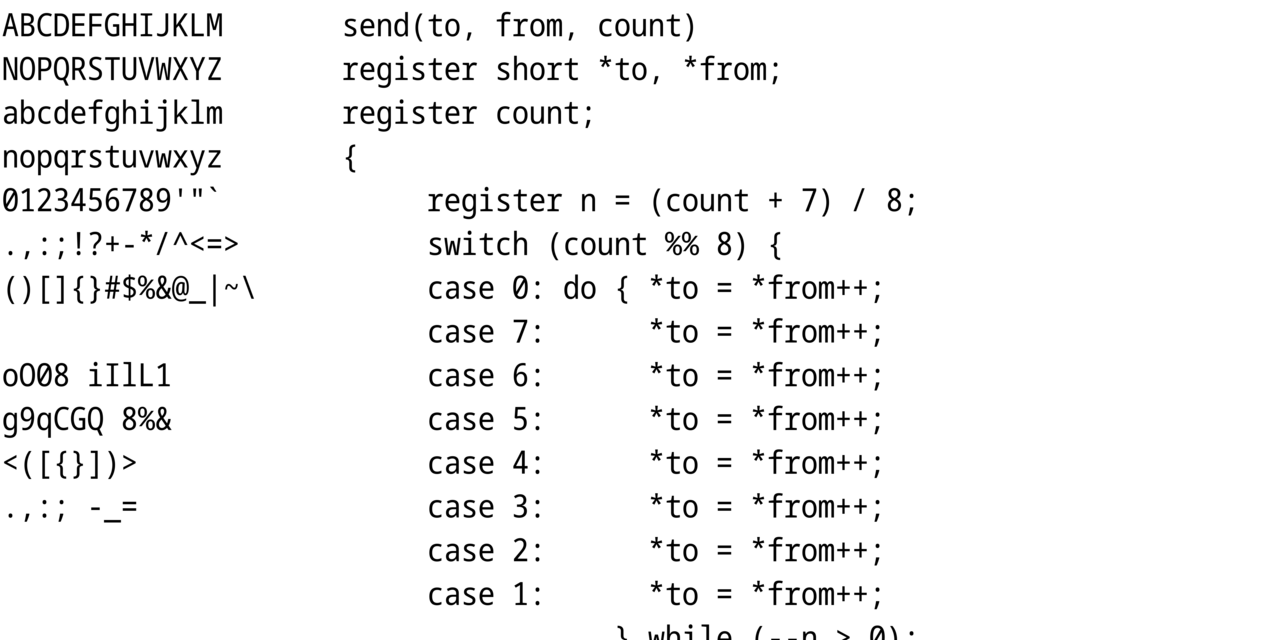 ABCDEFGHIJKLM       send(to, from, count)
NOPQRSTUVWXYZ       register short *to, *from;
abcdefghijklm       register count;
nopqrstuvwxyz       {
0123456789'"`            register n = (count + 7) / 8;
.,:;!?+-*/^<=>           switch (count %% 8) {
()[]{}#$%&@_|~\          case 0: do { *to = *from++;
                         case 7:      *to = *from++;
oO08 iIlL1               case 6:      *to = *from++;
g9qCGQ 8%&               case 5:      *to = *from++;
<([{}])>                 case 4:      *to = *from++;
.,:; -_=                 case 3:      *to = *from++;
                         case 2:      *to = *from++;
                         case 1:      *to = *from++;
                                    } while (--n > 0);